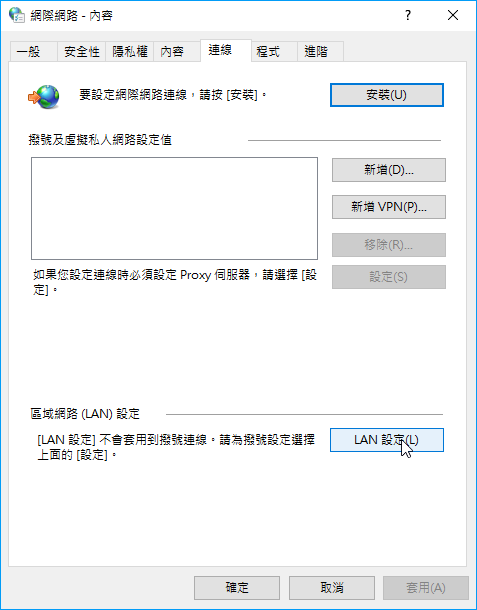 網際網路 - 內容
一般 安全性 隱私權 內容 連線 程式 進階
要設定網際網路連線，請按 [安裝]。
安裝(U)
撥號及虛擬私人網路設定值
新增(D)...
新增 VPN(P)...
移除(R)...
設定(S)
如果您設定連線時必須設定 Proxy 伺服器，請選擇 [設
定]。
區域網路 (LAN) 設定
[LAN 設定] 不會套用到撥號連線。請為撥號設定選擇
上面的 [設定]。
LAN 設定(L)
確定 取消 套用(A)